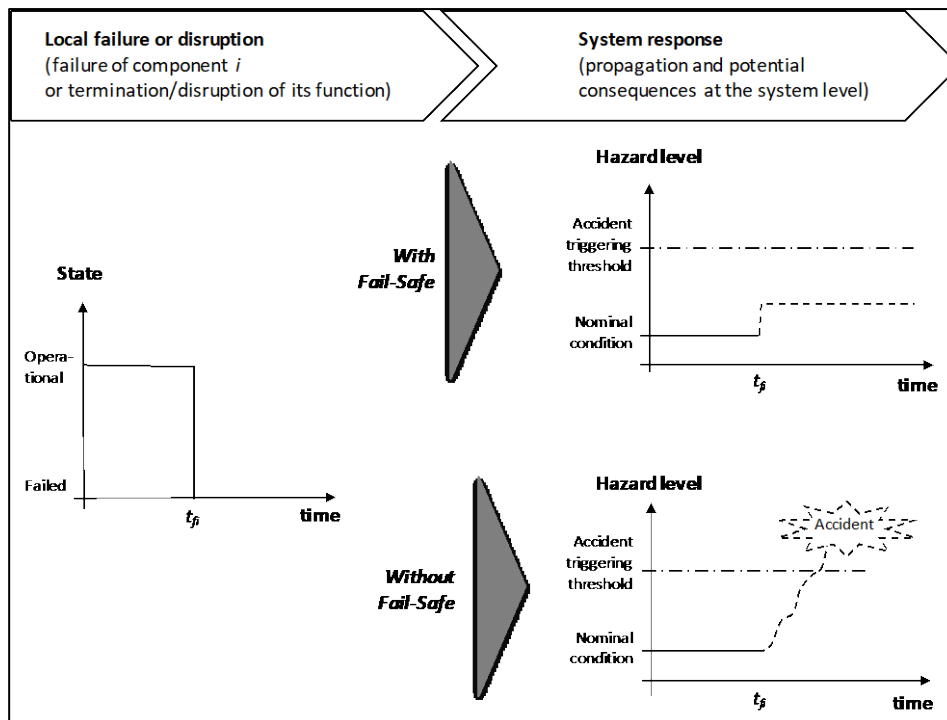 Local failure or disruption
(failure of component i
or termination/disruption of its function)
System response
(propagation and potential
consequences at the system level)
State
Opera-
tional
Failed
t_fi
time
With
Fail-Safe
Hazard level
Accident
triggering
threshold
Nominal
condition
t_fi
time
Without
Fail-Safe
Hazard level
Accident
Accident
triggering
threshold
Nominal
condition
t_fi
time